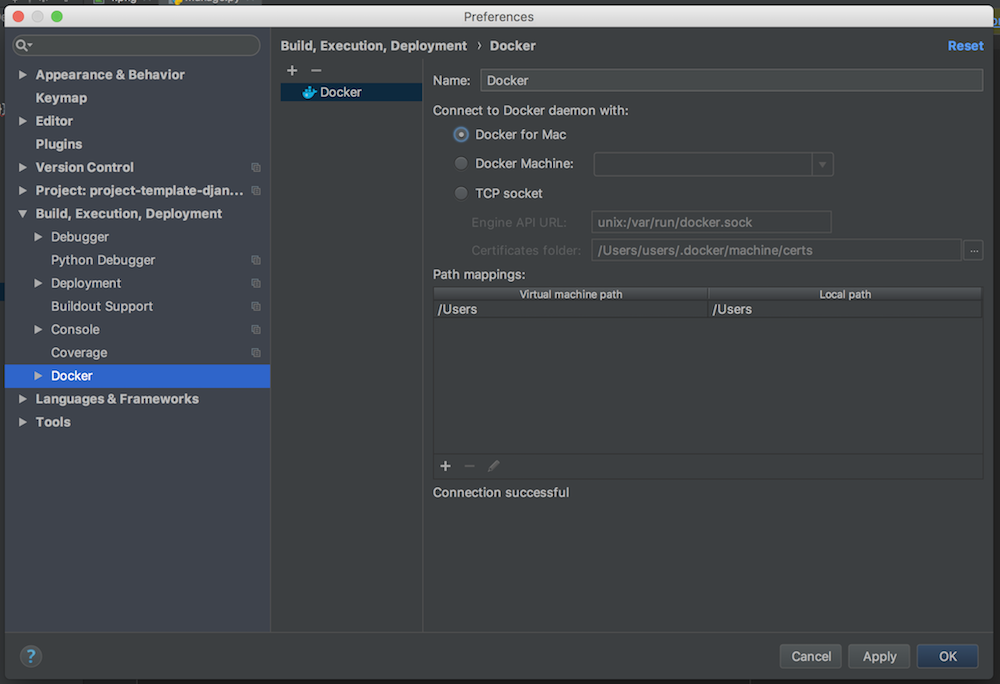 Preferences
Build, Execution, Deployment › Docker
Reset
Appearance & Behavior
Keymap
Editor
Plugins
Version Control
Project: project-template-djan...
Build, Execution, Deployment
Debugger
Python Debugger
Deployment
Buildout Support
Console
Coverage
Docker
Languages & Frameworks
Tools
+ −
Docker
Name: Docker
Connect to Docker daemon with:
Docker for Mac
Docker Machine:
TCP socket
Engine API URL: unix:/var/run/docker.sock
Certificates folder: /Users/users/.docker/machine/certs ...
Path mappings:
Virtual machine path Local path
/Users /Users
+ −
Connection successful
? Cancel Apply OK